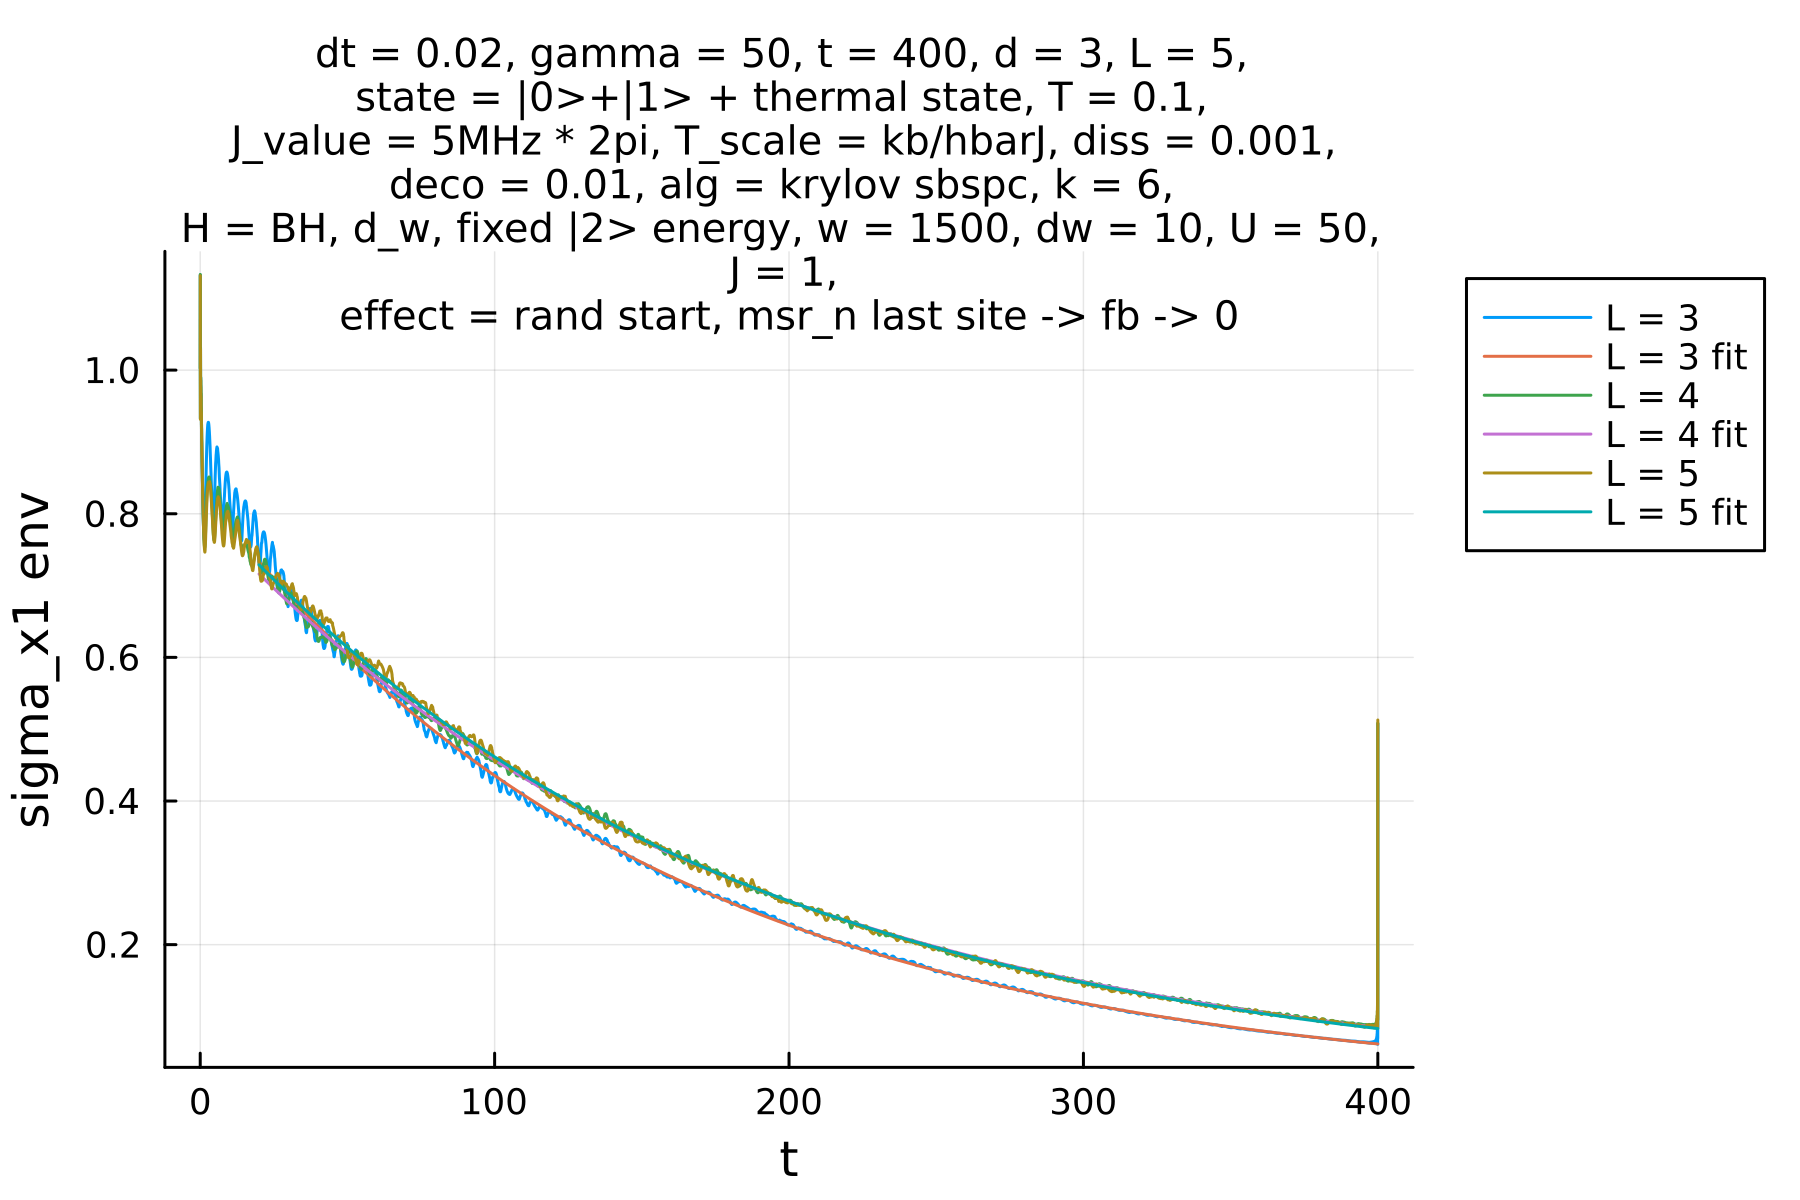 dt = 0.02, gamma = 50, t = 400, d = 3, L = 5,
state = |0>+|1> + thermal state, T = 0.1,
J_value = 5MHz * 2pi, T_scale = kb/hbarJ, diss = 0.001,
deco = 0.01, alg = krylov sbspc, k = 6,
H = BH, d_w, fixed |2> energy, w = 1500, dw = 10, U = 50,
J = 1,
effect = rand start, msr_n last site -> fb -> 0
sigma_x1 env
1.0
0.8
0.6
0.4
0.2
0
100
200
300
400
t
L = 3
L = 3 fit
L = 4
L = 4 fit
L = 5
L = 5 fit